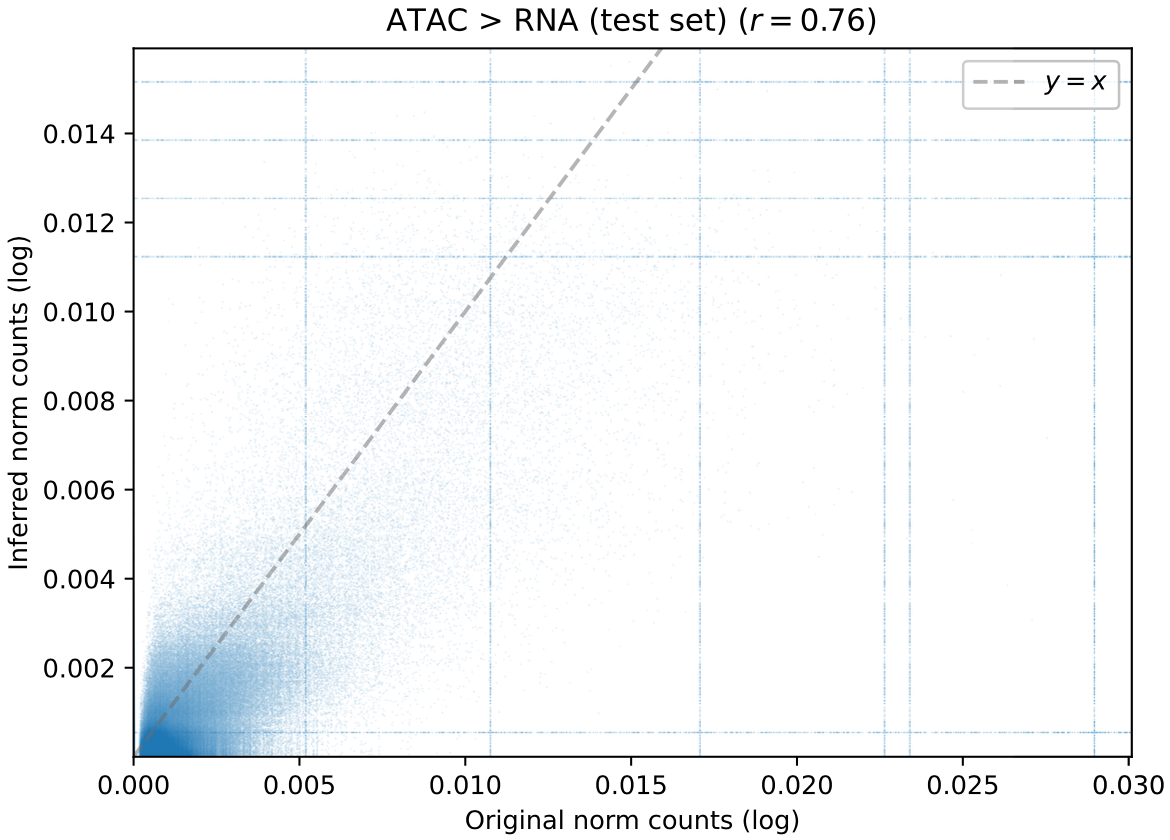 ATAC > RNA (test set) (r = 0.76)
y = x
0.014
0.012
0.010
0.008
0.006
0.004
0.002
Inferred norm counts (log)
0.000 0.005 0.010 0.015 0.020 0.025 0.030
Original norm counts (log)